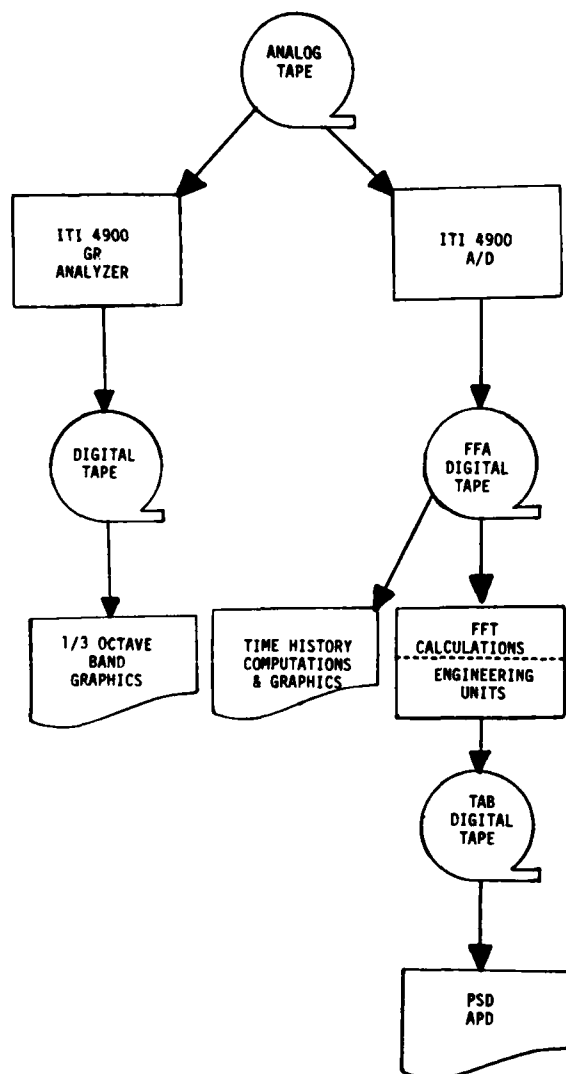 ANALOG
TAPE
ITI 4900
GR
ANALYZER
ITI 4900
A/D
DIGITAL
TAPE
FFA
DIGITAL
TAPE
1/3 OCTAVE
BAND
GRAPHICS
TIME HISTORY
COMPUTATIONS
& GRAPHICS
FFT
CALCULATIONS
ENGINEERING
UNITS
TAB
DIGITAL
TAPE
PSD
APD